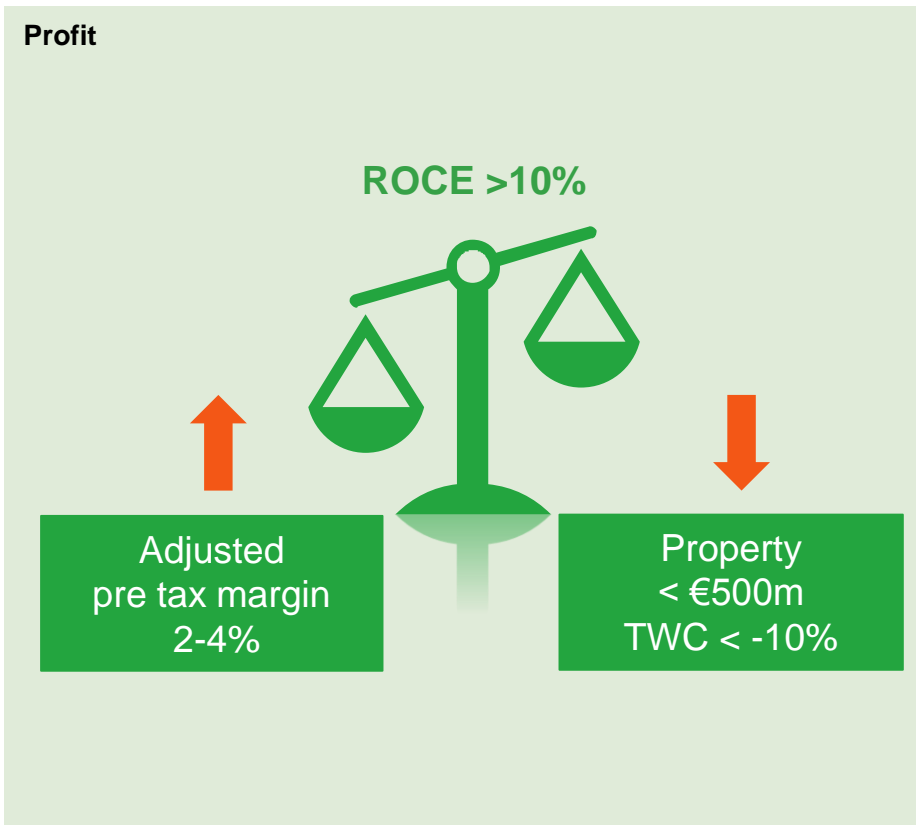 Profit
ROCE >10%
Adjusted
pre tax margin
2-4%
Property
< €500m
TWC < -10%